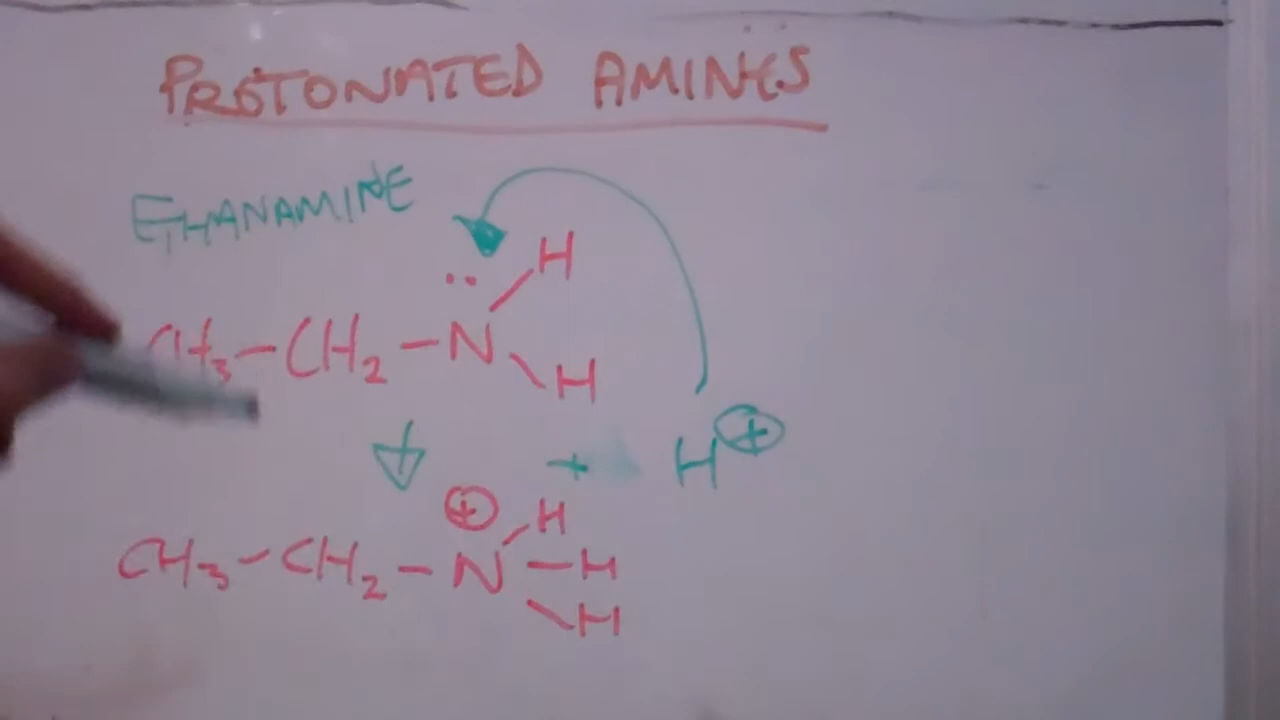 PROTONATED AMINES
ETHANAMINE
H
CH₃-CH₂-N
H
+ H⊕
⊕ H
CH₃-CH₂-N-H
H